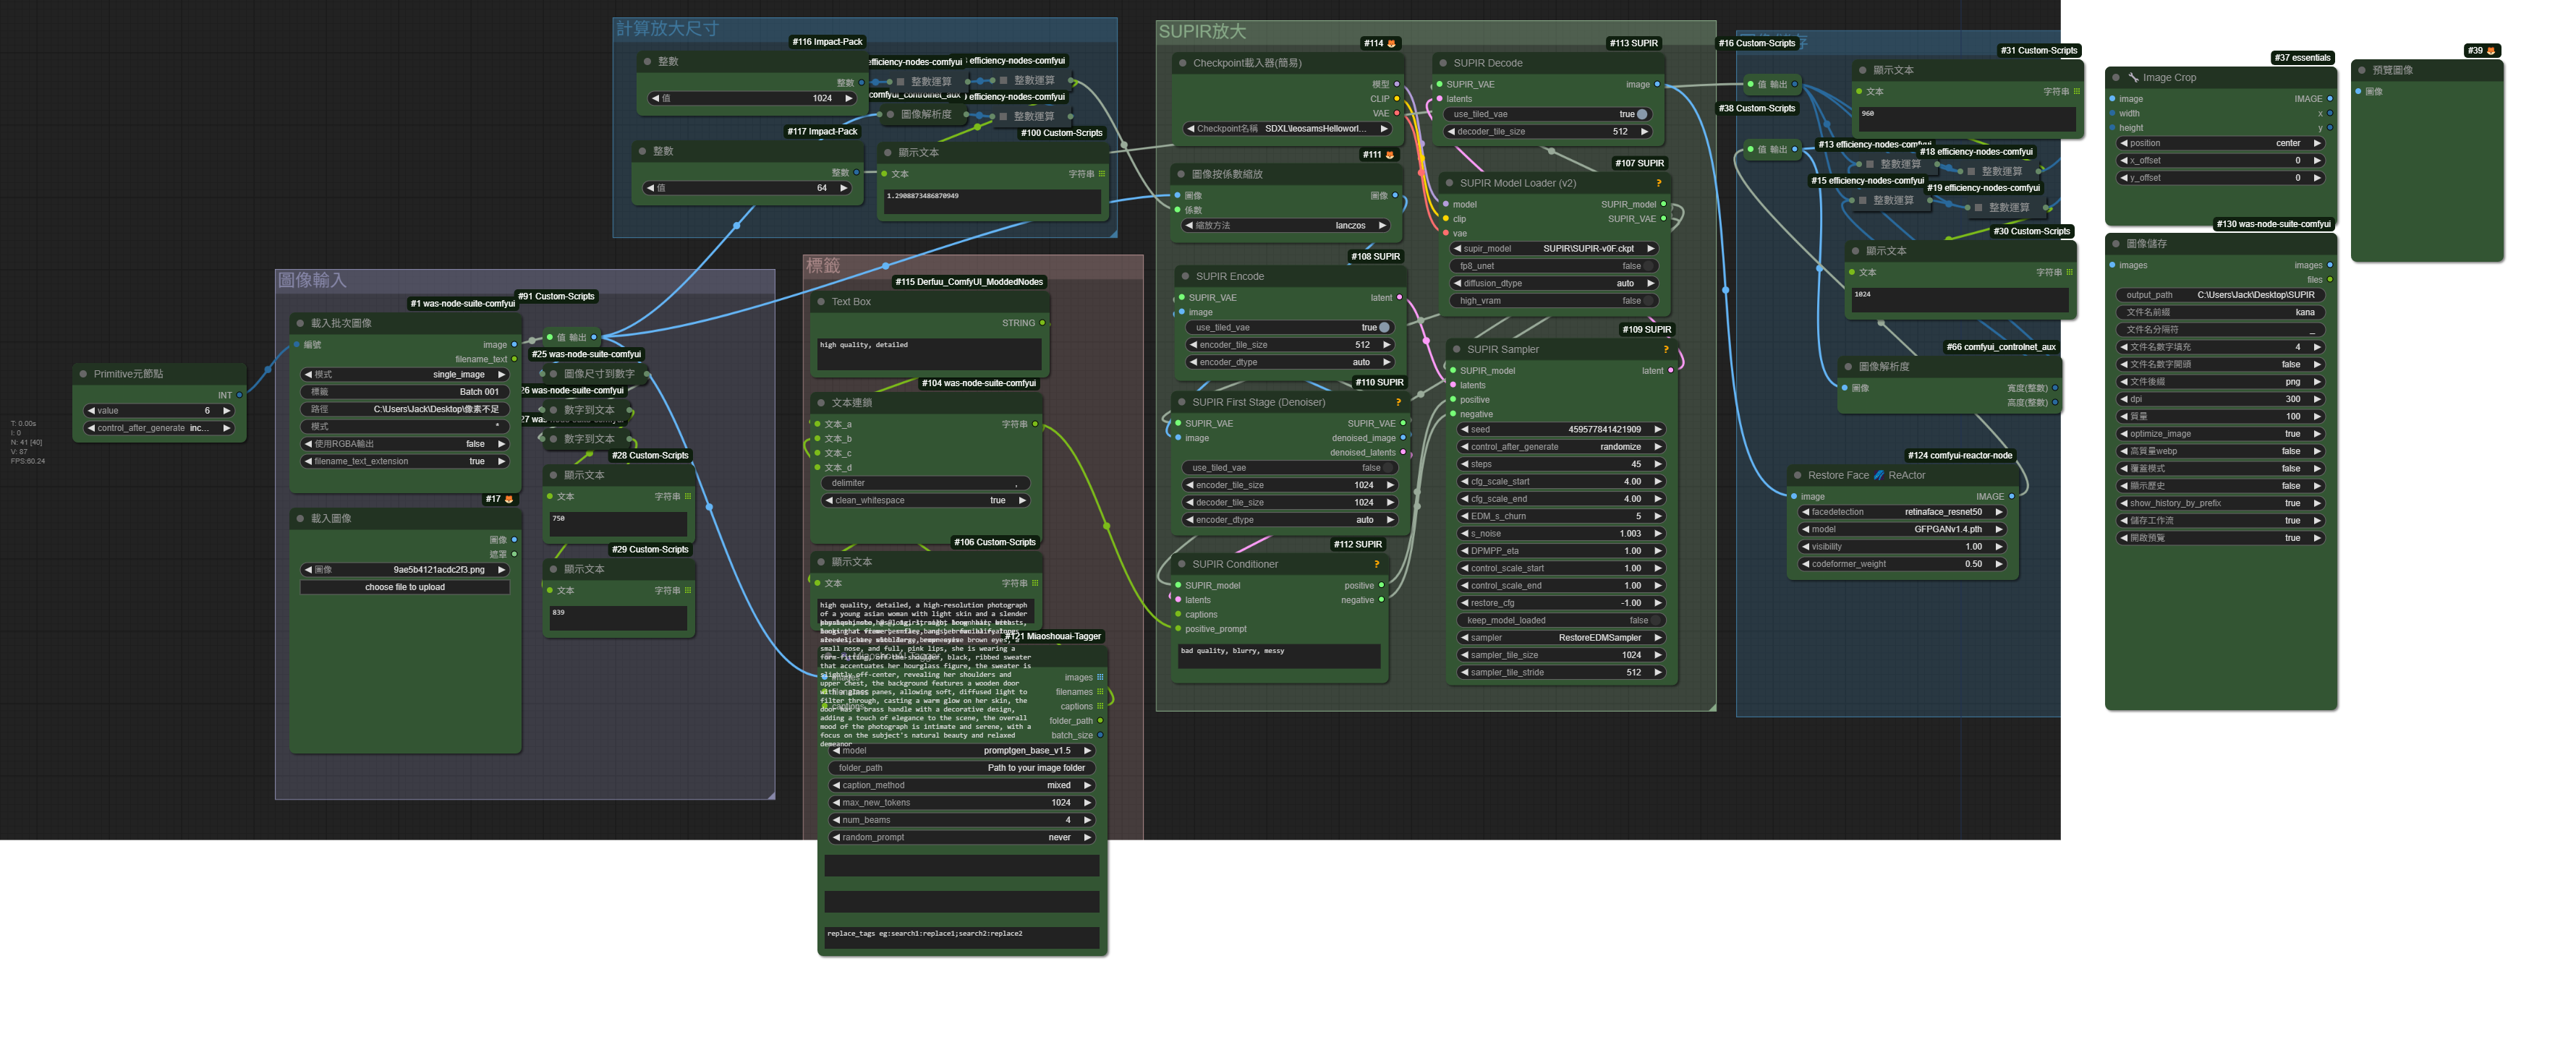 T: 0.00s
I: 0
N: 41 [40]
V: 87
FPS:60.24
Primitive元節點
INT
value 6
control_after_generate inc...
圖像輸入
#1 was-node-suite-comfyui
載入批次圖像
編號
image
filename_text
模式 single_image
標籤 Batch 001
路徑 C:\Users\Jack\Desktop\像素不足
模式 *
使用RGBA輸出 false
filename_text_extension true
#17
載入圖像
圖像
遮罩
圖像 9ae5b4121acdc2f3.png
choose file to upload
#91 Custom-Scripts
值 輸出
#25 was-node-suite-comfyui
圖像尺寸到數字
26 was-node-suite-comfyui
數字到文本
數字到文本
#28 Custom-Scripts
顯示文本
文本 字符串
750
#29 Custom-Scripts
顯示文本
文本 字符串
839
計算放大尺寸
#116 Impact-Pack
整數
整數
值 1024
#117 Impact-Pack
整數
整數
值 64
efficiency-nodes-comfyui
整數運算
efficiency-nodes-comfyui
整數運算
comfyui_controlnet_aux
圖像解析度
efficiency-nodes-comfyui
整數運算
#100 Custom-Scripts
顯示文本
文本 字符串
1.2908873486870949
標籤
#115 Derfuu_ComfyUI_ModdedNodes
Text Box
STRING
high quality, detailed
#104 was-node-suite-comfyui
文本連鎖
文本_a 字符串
文本_b
文本_c
文本_d
delimiter ,
clean_whitespace true
#106 Custom-Scripts
顯示文本
文本 字符串
high quality, detailed, a high-resolution photograph
of a young asian woman with light skin and a slender
small nose, and full, pink lips, she is wearing a
form-fitting, off-the-shoulder, black, ribbed sweater
that accentuates her hourglass figure, the sweater is
slightly off-center, revealing her shoulders and
upper chest, the background features a wooden door
with glass panes, allowing soft, diffused light to
filter through, casting a warm glow on her skin, the
door has a brass handle with a decorative design,
adding a touch of elegance to the scene, the overall
mood of the photograph is intimate and serene, with a
focus on the subject's natural beauty and relaxed
demeanor
#121 Miaoshouai-Tagger
images
filenames
captions
folder_path
batch_size
model promptgen_base_v1.5
folder_path Path to your image folder
caption_method mixed
max_new_tokens 1024
num_beams 4
random_prompt never
replace_tags eg:search1:replace1;search2:replace2
SUPIR放大
#114
Checkpoint載入器(簡易)
模型
CLIP
VAE
Checkpoint名稱 SDXL\leosamsHelloworl...
#111
圖像按係數縮放
圖像 圖像
係數
縮放方法 lanczos
#108 SUPIR
SUPIR Encode
SUPIR_VAE latent
image
use_tiled_vae true
encoder_tile_size 512
encoder_dtype auto
#110 SUPIR
SUPIR First Stage (Denoiser) ?
SUPIR_VAE SUPIR_VAE
image denoised_image
denoised_latents
use_tiled_vae false
encoder_tile_size 1024
decoder_tile_size 1024
encoder_dtype auto
#112 SUPIR
SUPIR Conditioner ?
SUPIR_model positive
latents negative
captions
positive_prompt
bad quality, blurry, messy
#113 SUPIR
SUPIR Decode
SUPIR_VAE image
latents
use_tiled_vae true
decoder_tile_size 512
#107 SUPIR
SUPIR Model Loader (v2) ?
model SUPIR_model
clip SUPIR_VAE
vae
supir_model SUPIR\SUPIR-v0F.ckpt
fp8_unet false
diffusion_dtype auto
high_vram false
#109 SUPIR
SUPIR Sampler ?
SUPIR_model latent
latents
positive
negative
seed 459577841421909
control_after_generate randomize
steps 45
cfg_scale_start 4.00
cfg_scale_end 4.00
EDM_s_churn 5
s_noise 1.003
DPMPP_eta 1.00
control_scale_start 1.00
control_scale_end 1.00
restore_cfg -1.00
keep_model_loaded false
sampler RestoreEDMSampler
sampler_tile_size 1024
sampler_tile_stride 512
#16 Custom-Scripts
值 輸出
#38 Custom-Scripts
值 輸出
#31 Custom-Scripts
顯示文本
文本 字符串
960
#13 efficiency-nodes-comfyui
整數運算
#18 efficiency-nodes-comfyui
整數運算
#15 efficiency-nodes-comfyui
整數運算
#19 efficiency-nodes-comfyui
整數運算
#30 Custom-Scripts
顯示文本
文本 字符串
1024
#66 comfyui_controlnet_aux
圖像解析度
圖像 寬度(整數)
高度(整數)
#124 comfyui-reactor-node
Restore Face ReActor
image IMAGE
facedetection retinaface_resnet50
model GFPGANv1.4.pth
visibility 1.00
codeformer_weight 0.50
#37 essentials
Image Crop
image IMAGE
width x
height y
position center
x_offset 0
y_offset 0
#130 was-node-suite-comfyui
圖像儲存
images images
files
output_path C:\Users\Jack\Desktop\SUPIR
文件名前綴 kana
文件名分隔符 _
文件名數字填充 4
文件名數字開頭 false
文件後綴 png
dpi 300
質量 100
optimize_image true
高質量webp false
覆蓋模式 false
顯示歷史 false
show_history_by_prefix true
儲存工作流 true
開啟預覽 true
#39
預覽圖像
圖像